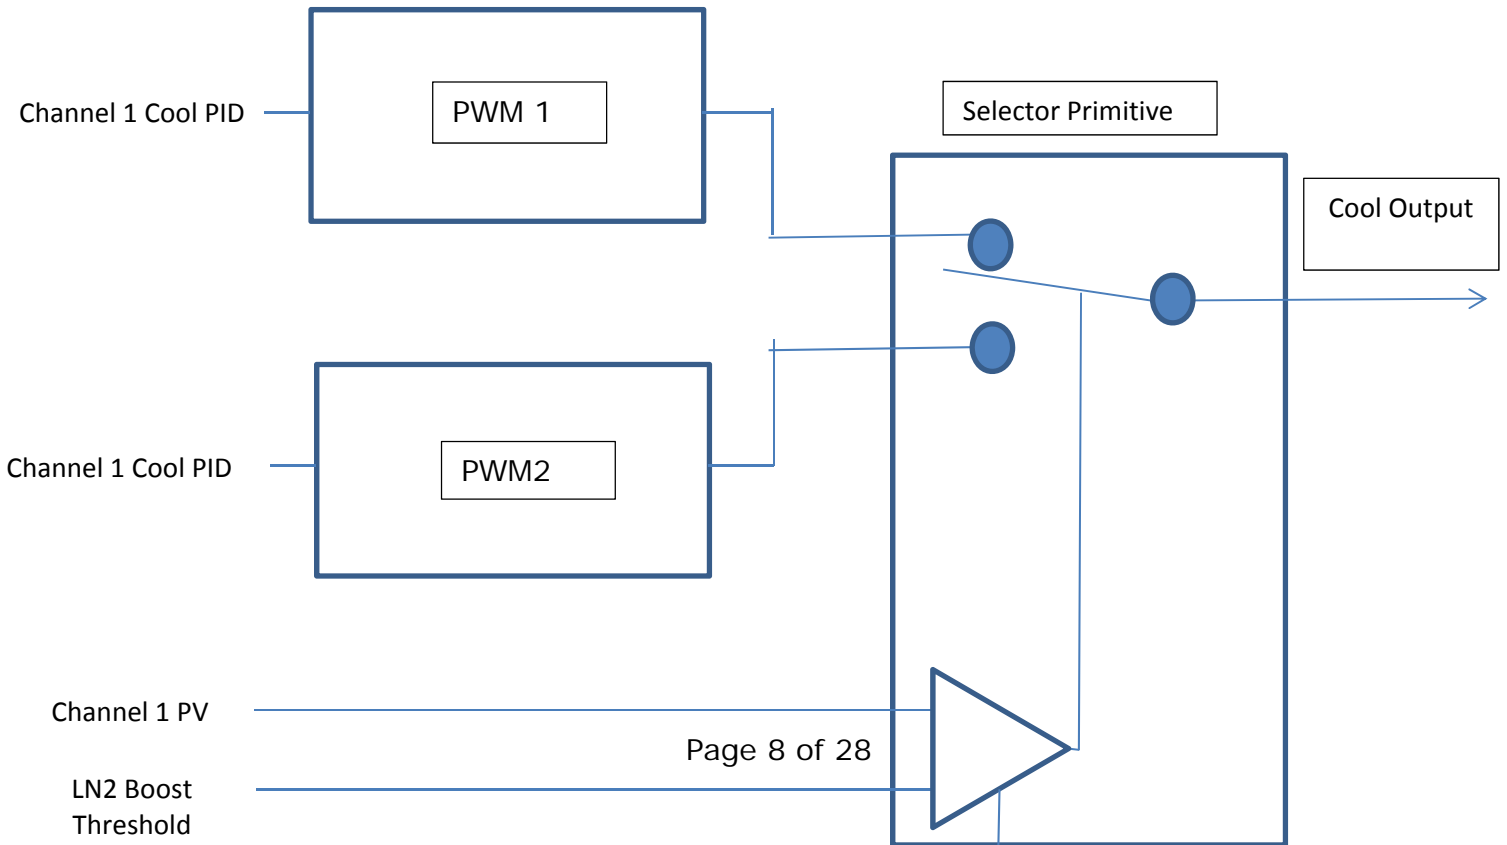 Channel 1 Cool PID
PWM 1
Selector Primitive
Cool Output
Channel 1 Cool PID
PWM2
Channel 1 PV
Page 8 of 28
LN2 Boost
Threshold